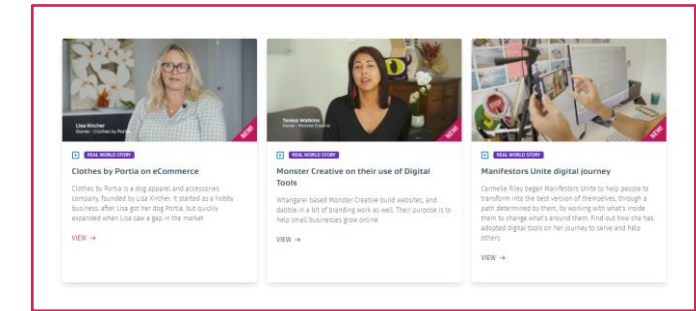 Lisa Kircher
Owner - Clothes by Portia
NEW!
REAL WORLD STORY
Clothes by Portia on eCommerce
Clothes by Portia is a dog apparel and accessories
company, founded by Lisa Kircher. It started as a hobby
business, after Lisa got her dog Portia, but quickly
expanded when Lisa saw a gap in the market
VIEW →
Teresa Watkins
Owner - Monster Creative
NEW!
REAL WORLD STORY
Monster Creative on their use of Digital
Tools
Whangarei based Monster Creative build websites, and
dabble in a bit of branding work as well. Their purpose is to
help small businesses grow online.
VIEW →
NEW!
REAL WORLD STORY
Manifestors Unite digital journey
Carmella Riley began Manifestors Unite to help people to
transform into the best version of themselves, through a
path determined by them, by working with what's inside
them to change what's around them. Find out how she has
adopted digital tools on her journey to serve and help
others.
VIEW →